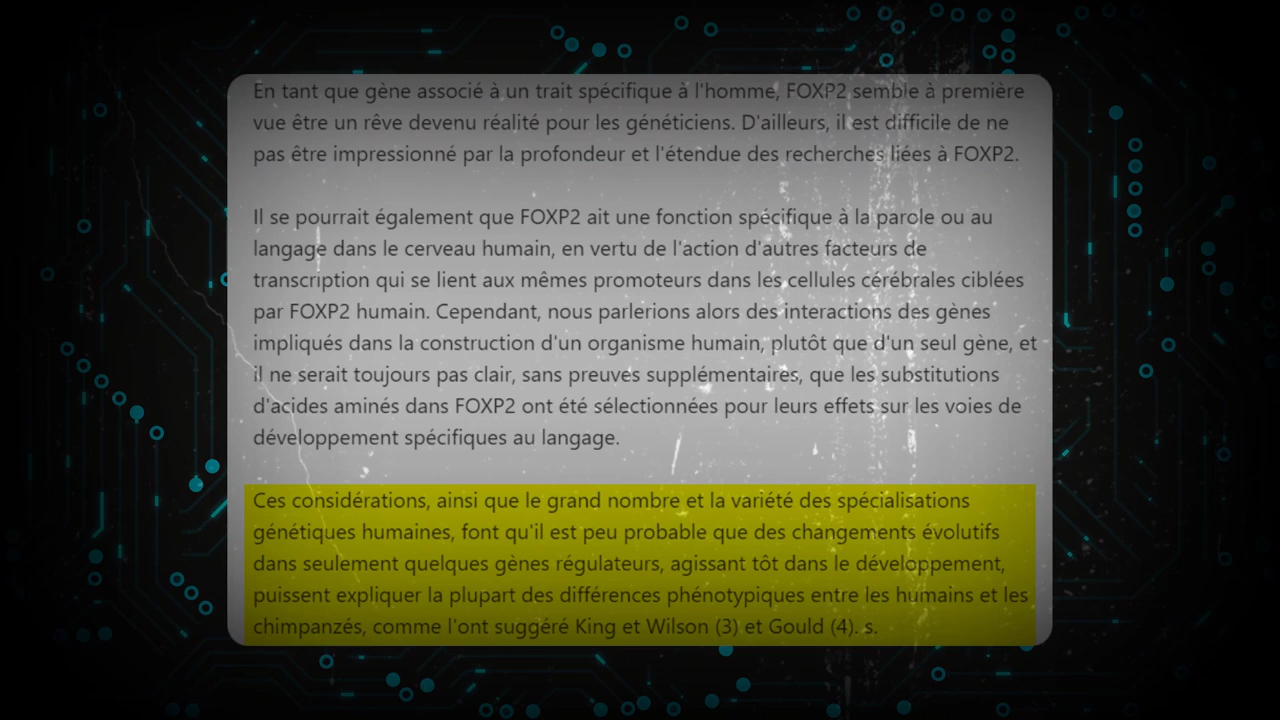 En tant que gène associé à un trait spécifique à l'homme, FOXP2 semble à première
vue être un rêve devenu réalité pour les généticiens. D'ailleurs, il est difficile de ne
pas être impressionné par la profondeur et l'étendue des recherches liées à FOXP2.
Il se pourrait également que FOXP2 ait une fonction spécifique à la parole ou au
langage dans le cerveau humain, en vertu de l'action d'autres facteurs de
transcription qui se lient aux mêmes promoteurs dans les cellules cérébrales ciblées
par FOXP2 humain. Cependant, nous parlerions alors des interactions des gènes
impliqués dans la construction d'un organisme humain, plutôt que d'un seul gène, et
il ne serait toujours pas clair, sans preuves supplémentaires, que les substitutions
d'acides aminés dans FOXP2 ont été sélectionnées pour leurs effets sur les voies de
développement spécifiques au langage.
Ces considérations, ainsi que le grand nombre et la variété des spécialisations
génétiques humaines, font qu'il est peu probable que des changements évolutifs
dans seulement quelques gènes régulateurs, agissant tôt dans le développement,
puissent expliquer la plupart des différences phénotypiques entre les humains et les
chimpanzés, comme l'ont suggéré King et Wilson (3) et Gould (4). s.